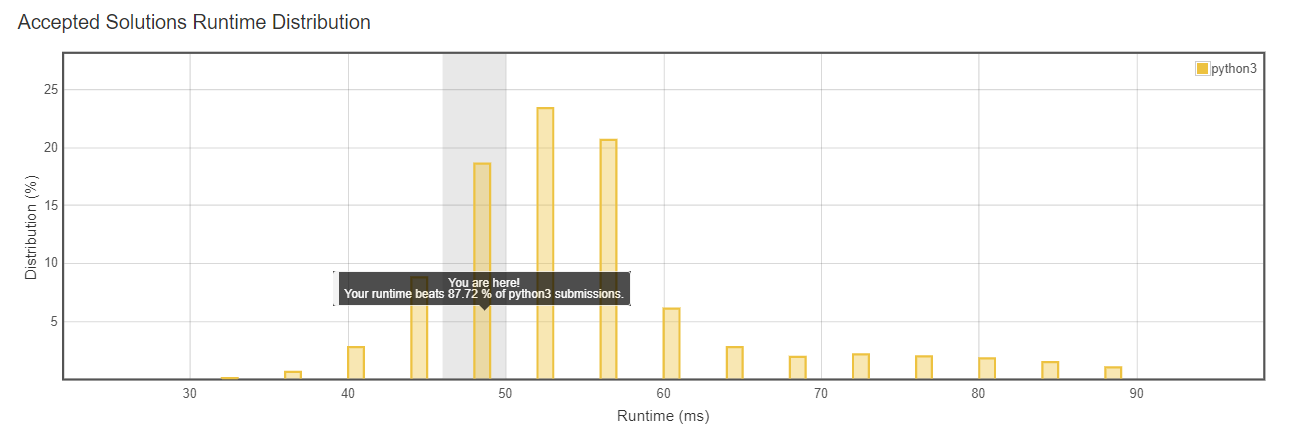 Accepted Solutions Runtime Distribution
python3
25
20
15
10
5
Distribution (%)
You are here!
Your runtime beats 87.72 % of python3 submissions.
30 40 50 60 70 80 90
Runtime (ms)